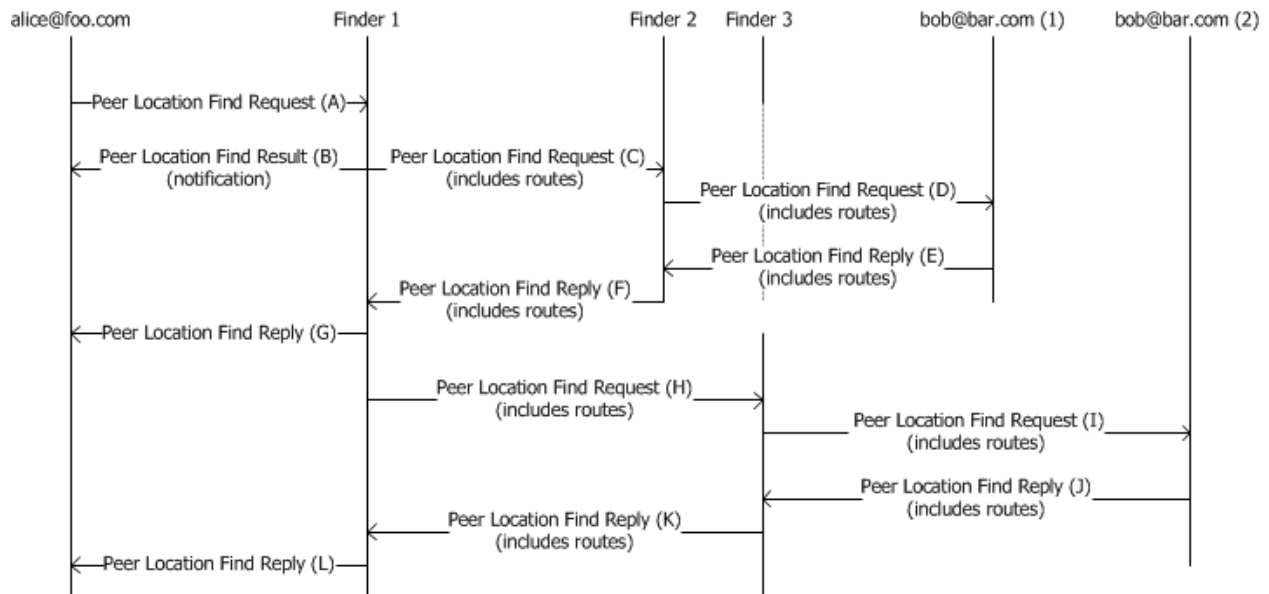 alice@foo.com
Finder 1
Finder 2
Finder 3
bob@bar.com (1)
bob@bar.com (2)
Peer Location Find Request (A)
Peer Location Find Result (B)
(notification)
Peer Location Find Request (C)
(includes routes)
Peer Location Find Request (D)
(includes routes)
Peer Location Find Reply (E)
(includes routes)
Peer Location Find Reply (F)
(includes routes)
Peer Location Find Reply (G)
Peer Location Find Request (H)
(includes routes)
Peer Location Find Request (I)
(includes routes)
Peer Location Find Reply (J)
(includes routes)
Peer Location Find Reply (K)
(includes routes)
Peer Location Find Reply (L)